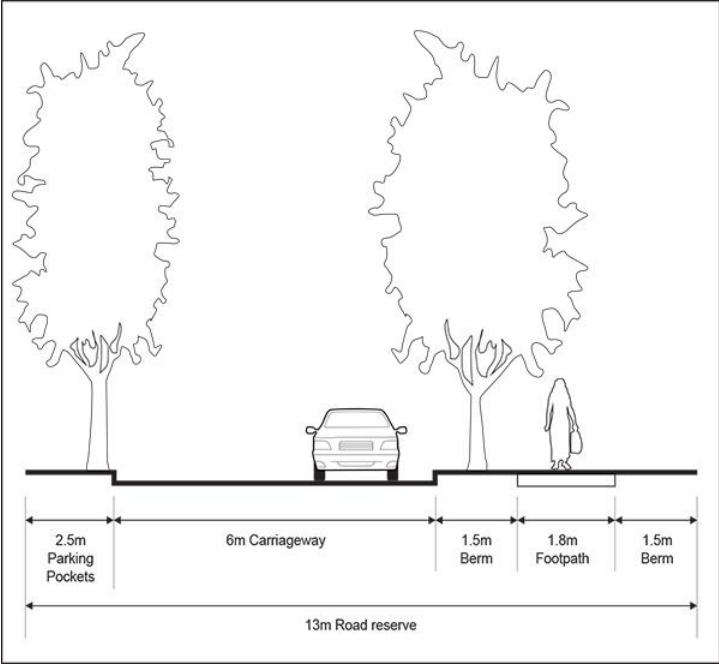 2.5m
Parking
Pockets
6m Carriageway
1.5m
Berm
1.8m
Footpath
1.5m
Berm
13m Road reserve